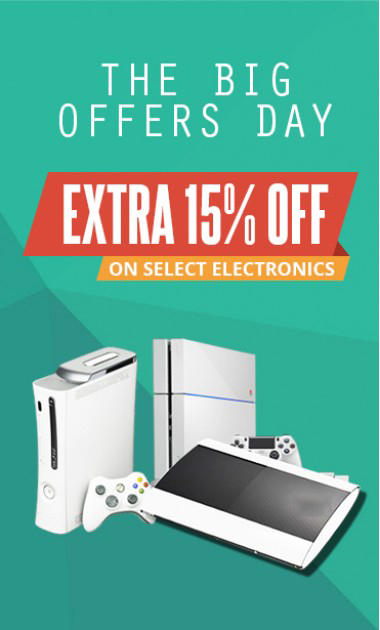 THE BIG
OFFERS DAY
EXTRA 15% OFF
ON SELECT ELECTRONICS